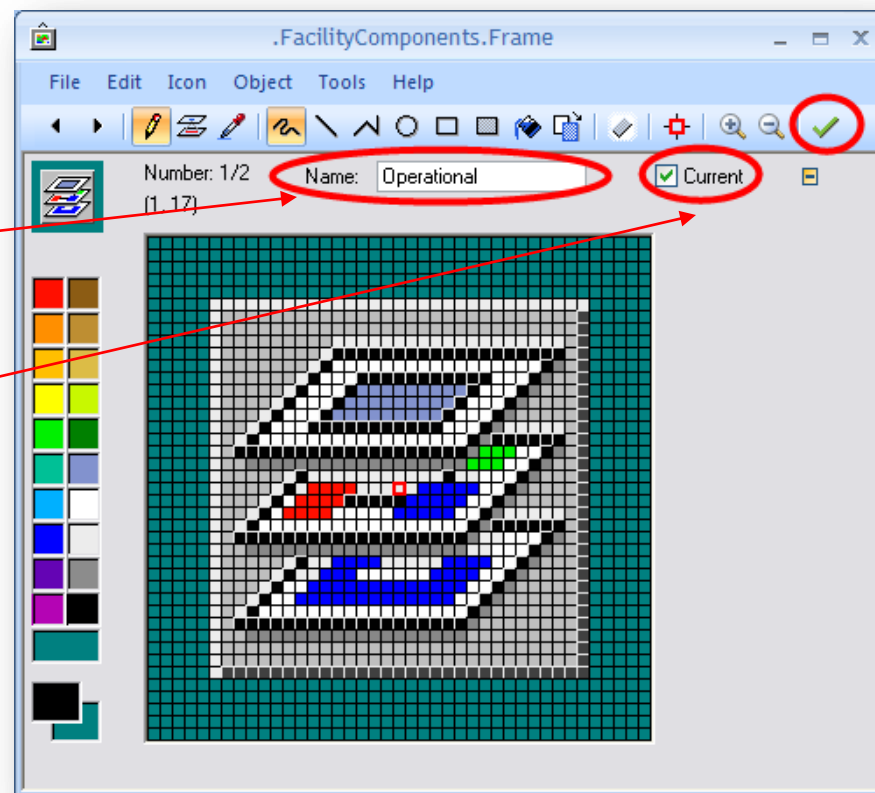 .FacilityComponents.Frame
File Edit Icon Object Tools Help
Number: 1/2 Name: Operational Current
(1, 17)